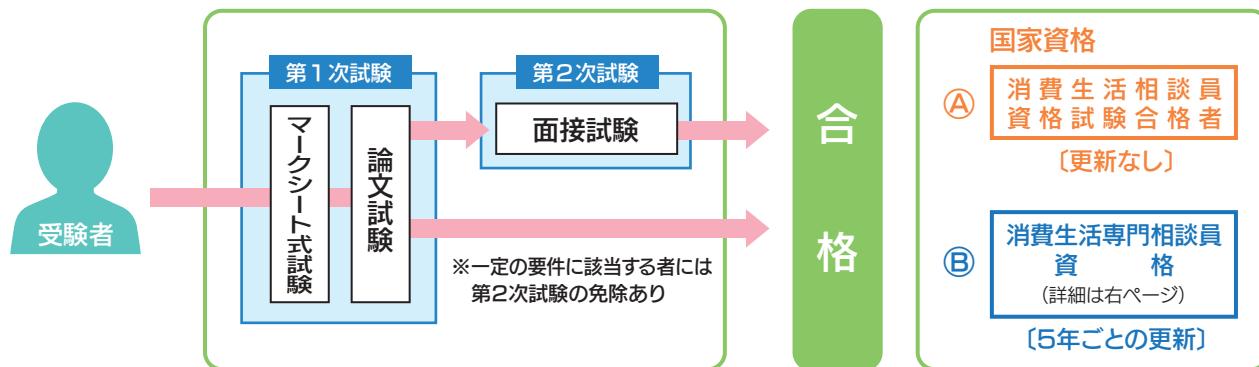 受験者
第1次試験
マークシート式試験
論文試験
第2次試験
面接試験
※一定の要件に該当する者には
第2次試験の免除あり
合格
国家資格
Ⓐ
消費生活相談員
資格試験合格者
〔更新なし〕
Ⓑ
消費生活専門相談員
資格
(詳細は右ページ)
〔5年ごとの更新〕